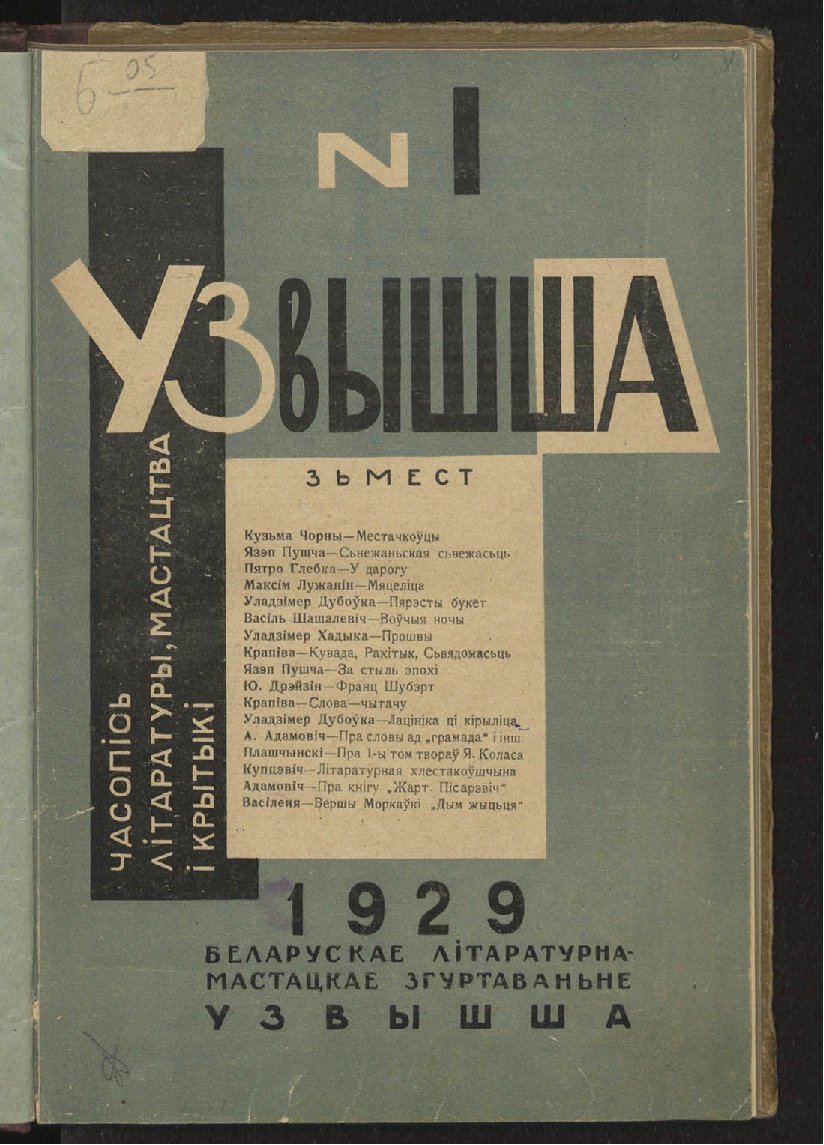 Б-05
N I
УЗВЫШША
ЧАСОПІСЬ
ЛІТАРАТУРЫ, МАСТАЦТВА
І КРЫТЫКІ
ЗЬМЕСТ
Кузьма Чорны—Местачкоўцы
Язэп Пушча—Сьнежаньская сьвежасьць
Пятро Глебка—У дарогу
Максім Лужанін—Мяцеліца
Уладзімер Дубоўка—Пярэсты букет
Васіль Шашалевіч—Воўчыя ночы
Уладзімер Хадыка—Прошвы
Крапіва—Кувада, Рахітык, Сьвядомасьць
Язэп Пушча—За стыль эпохі
Ю. Дрэйзін—Франц Шубэрт
Крапіва—Слова—чытачу
Уладзімер Дубоўка—Лацініка ці кірыліца
А. Адамовіч—Пра словы ад „грамада“ і інш.
Плашчынскі—Пра 1-ы том твораў Я. Коласа
Купцэвіч—Літаратурная хлестакоўшчына
Адамовіч—Пра кнігу „Жарт Пісарэвіч“
Васіленя—Вершы Моркаўкі „Дым жыцьця“
1929
БЕЛАРУСКАЕ ЛІТАРАТУРНА-
МАСТАЦКАЕ ЗГУРТАВАНЬНЕ
УЗВЫШША